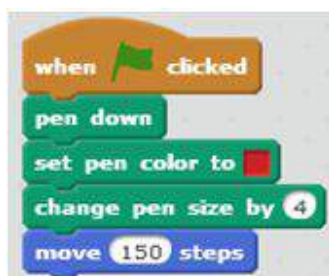 when clicked
pen down
set pen color to
change pen size by 4
move 150 steps